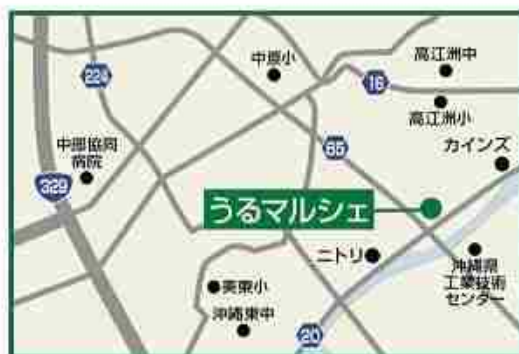 中原小
高江洲中
224
16
高江洲小
85
カインズ
中部協同
病院
329
うるマルシェ
ニトリ
沖縄県
工業技術
センター
美東小
沖縄東中
20